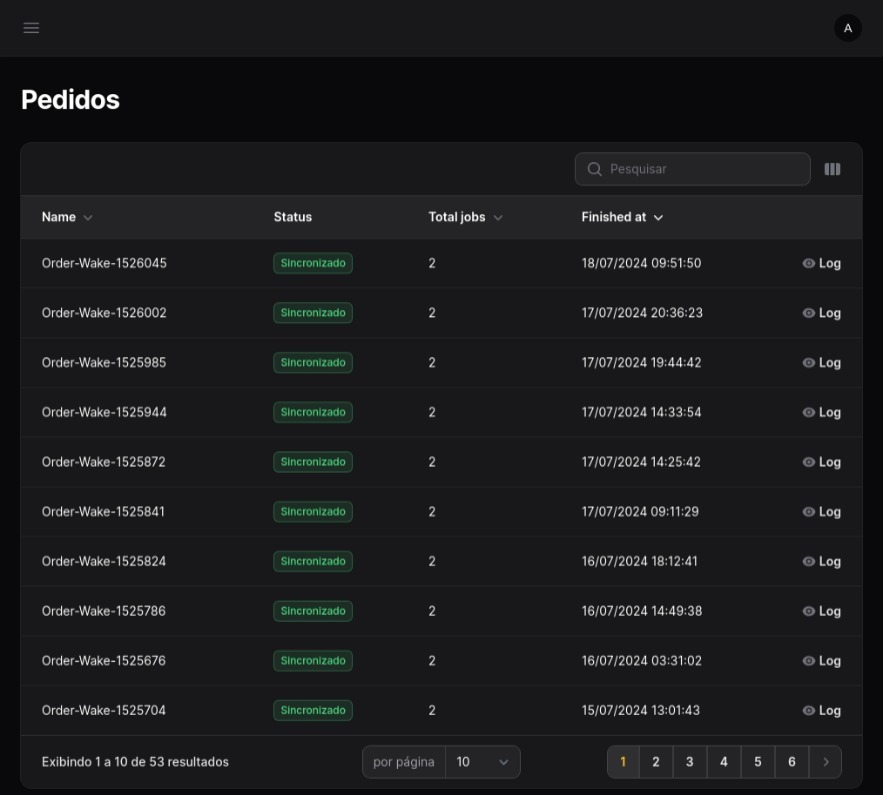 A
Pedidos
Pesquisar
Name Status Total jobs Finished at
Order-Wake-1526045 Sincronizado 2 18/07/2024 09:51:50 Log
Order-Wake-1526002 Sincronizado 2 17/07/2024 20:36:23 Log
Order-Wake-1525985 Sincronizado 2 17/07/2024 19:44:42 Log
Order-Wake-1525944 Sincronizado 2 17/07/2024 14:33:54 Log
Order-Wake-1525872 Sincronizado 2 17/07/2024 14:25:42 Log
Order-Wake-1525841 Sincronizado 2 17/07/2024 09:11:29 Log
Order-Wake-1525824 Sincronizado 2 16/07/2024 18:12:41 Log
Order-Wake-1525786 Sincronizado 2 16/07/2024 14:49:38 Log
Order-Wake-1525676 Sincronizado 2 16/07/2024 03:31:02 Log
Order-Wake-1525704 Sincronizado 2 15/07/2024 13:01:43 Log
Exibindo 1 a 10 de 53 resultados por página 10 1 2 3 4 5 6